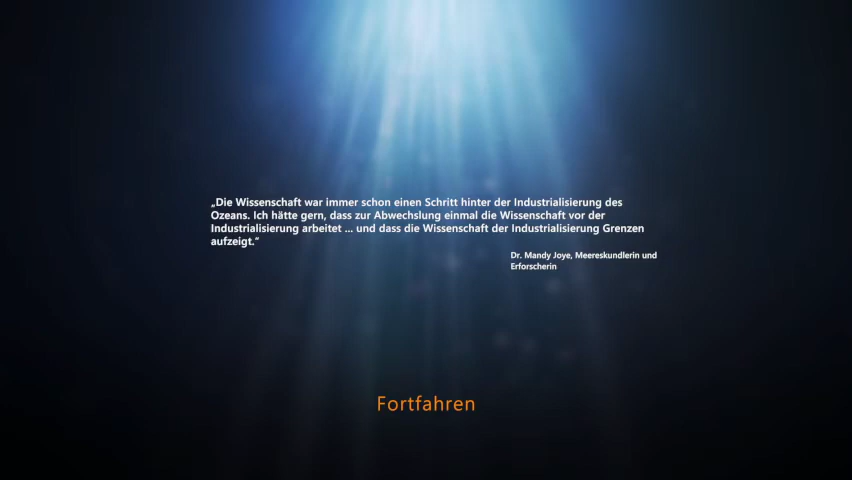 „Die Wissenschaft war immer schon einen Schritt hinter der Industrialisierung des
Ozeans. Ich hätte gern, dass zur Abwechslung einmal die Wissenschaft vor der
Industrialisierung arbeitet ... und dass die Wissenschaft der Industrialisierung Grenzen
aufzeigt.“
Dr. Mandy Joye, Meereskundlerin und
Erforscherin
Fortfahren